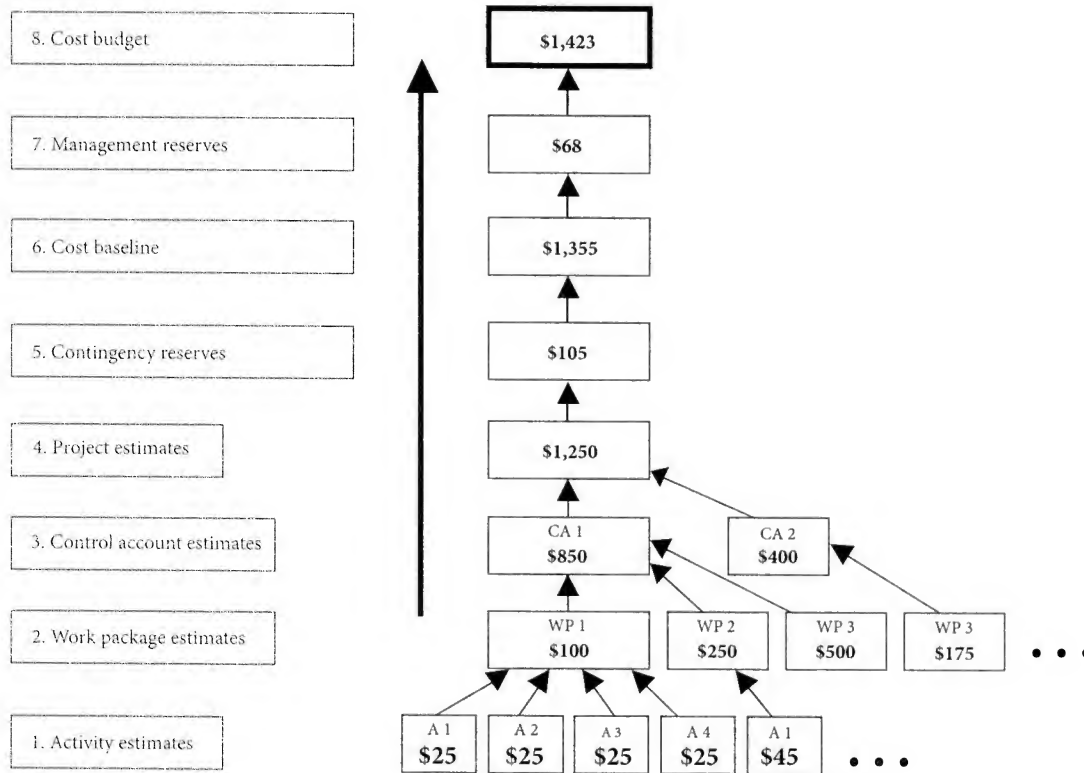 8. Cost budget
$1,423
7. Management reserves
$68
6. Cost baseline
$1,355
5. Contingency reserves
$105
4. Project estimates
$1,250
3. Control account estimates
CA 1
$850
CA 2
$400
2. Work package estimates
WP 1
$100
WP 2
$250
WP 3
$500
WP 3
$175
1. Activity estimates
A 1
$25
A 2
$25
A 3
$25
A 4
$25
A 1
$45